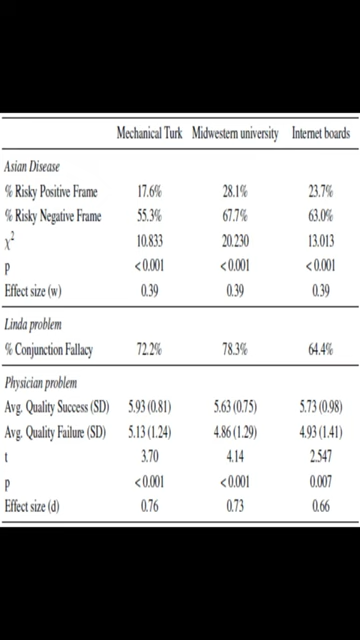 Mechanical Turk Midwestern university Internet boards
Asian Disease
% Risky Positive Frame 17.6% 28.1% 23.7%
% Risky Negative Frame 55.3% 67.7% 63.0%
χ² 10.833 20.230 13.013
p < 0.001 < 0.001 < 0.001
Effect size (w) 0.39 0.39 0.39
Linda problem
% Conjunction Fallacy 72.2% 78.3% 64.4%
Physician problem
Avg. Quality Success (SD) 5.93 (0.81) 5.63 (0.75) 5.73 (0.98)
Avg. Quality Failure (SD) 5.13 (1.24) 4.86 (1.29) 4.93 (1.41)
t 3.70 4.14 2.547
p < 0.001 < 0.001 0.007
Effect size (d) 0.76 0.73 0.66